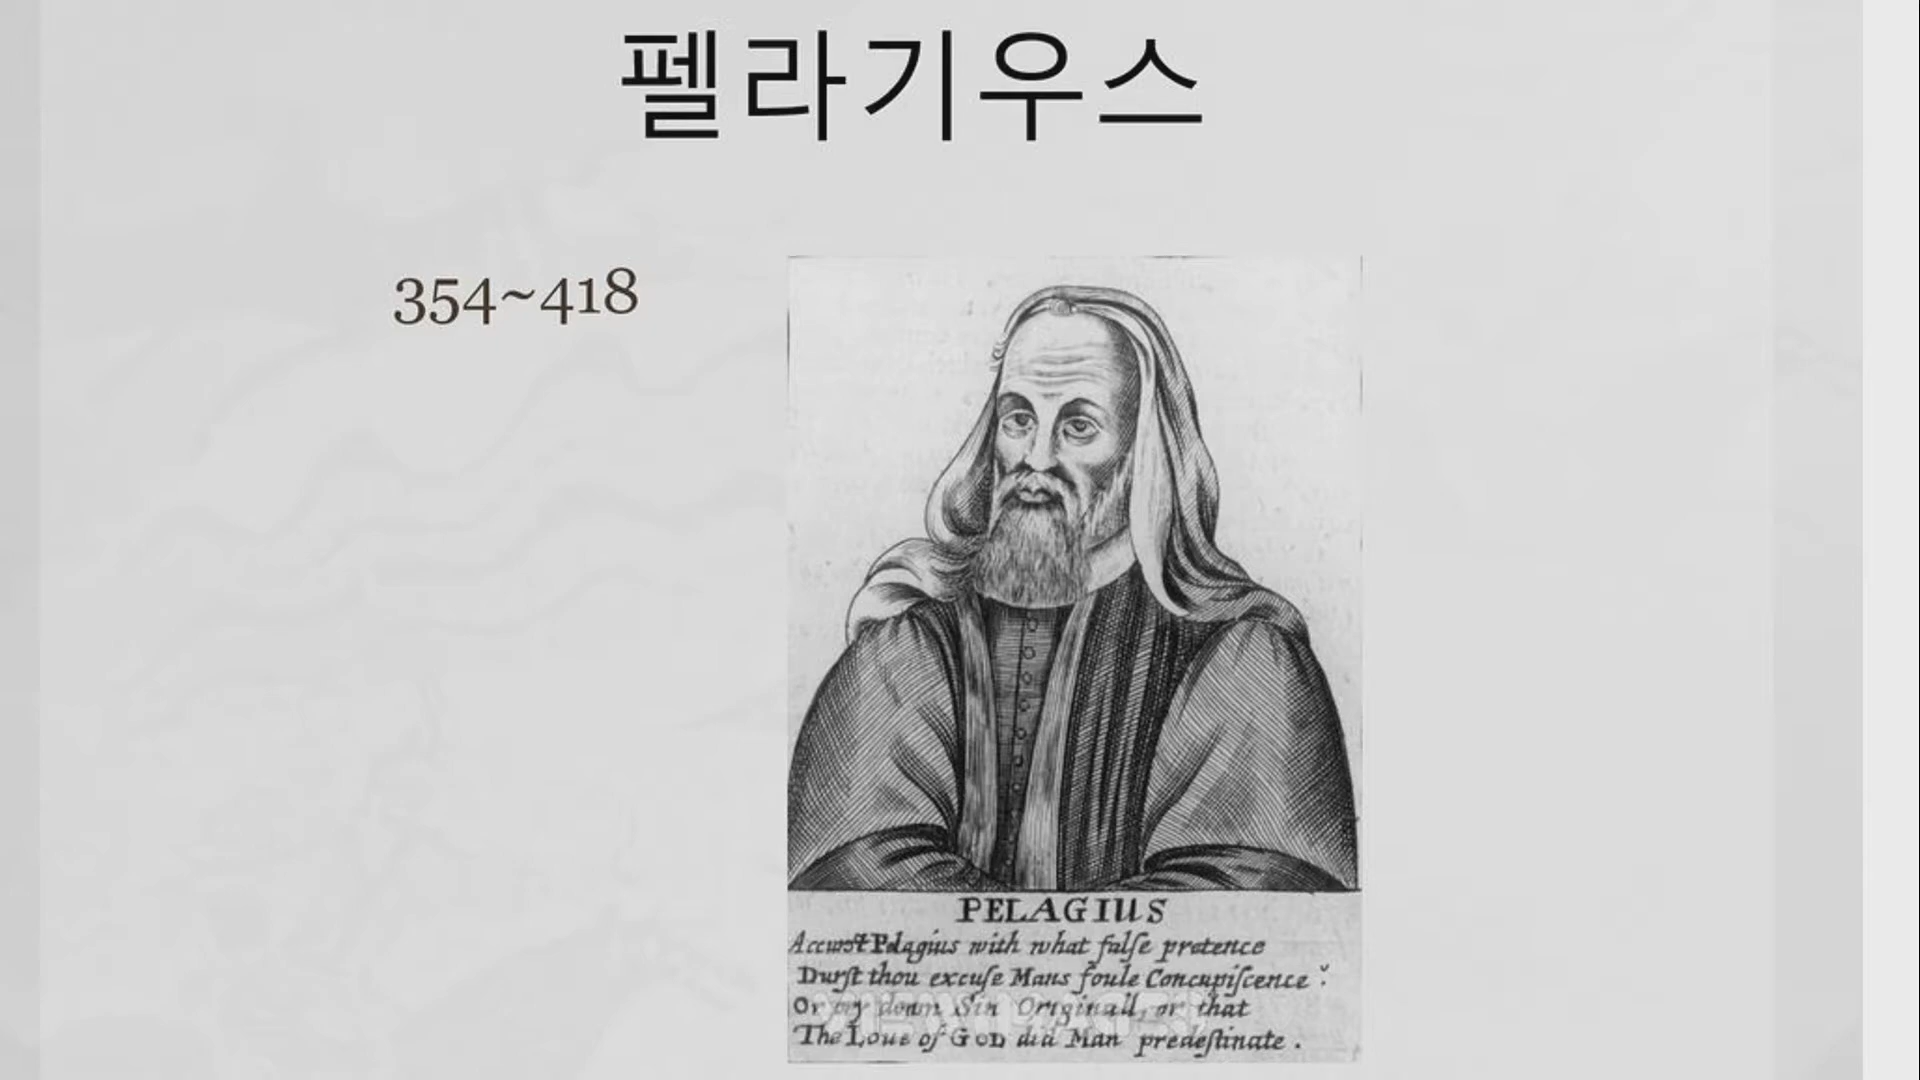 펠라기우스
354~418
PELAGIUS
Accurst Pelagius with what falſe pretence
Durſt thou excuſe Mans foule Concupiſcence
Or cry down Sin Originall, or that
The Loue of GOD did Man predeſtinate .